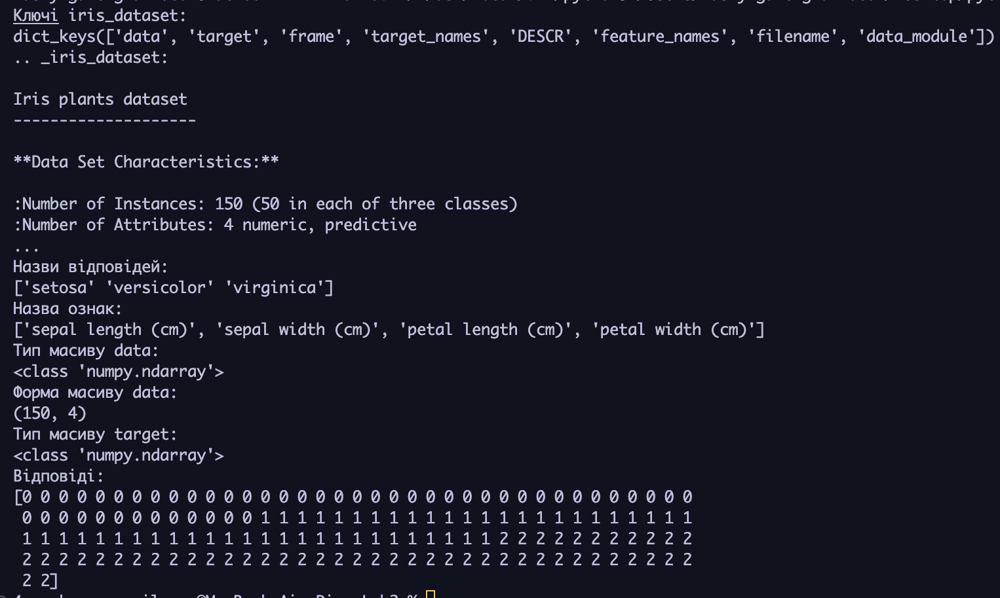 Ключі iris_dataset:
dict_keys(['data', 'target', 'frame', 'target_names', 'DESCR', 'feature_names', 'filename', 'data_module'])
.. _iris_dataset:
Iris plants dataset
--------------------
**Data Set Characteristics:**
:Number of Instances: 150 (50 in each of three classes)
:Number of Attributes: 4 numeric, predictive
...
Назви відповідей:
['setosa' 'versicolor' 'virginica']
Назва ознак:
['sepal length (cm)', 'sepal width (cm)', 'petal length (cm)', 'petal width (cm)']
Тип масиву data:
<class 'numpy.ndarray'>
Форма масиву data:
(150, 4)
Тип масиву target:
<class 'numpy.ndarray'>
Відповіді:
[0 0 0 0 0 0 0 0 0 0 0 0 0 0 0 0 0 0 0 0 0 0 0 0 0 0 0 0 0 0 0 0 0 0 0 0 0
0 0 0 0 0 0 0 0 0 0 0 0 0 1 1 1 1 1 1 1 1 1 1 1 1 1 1 1 1 1 1 1 1 1 1 1 1
1 1 1 1 1 1 1 1 1 1 1 1 1 1 1 1 1 1 1 1 1 1 1 1 1 1 2 2 2 2 2 2 2 2 2 2 2
2 2 2 2 2 2 2 2 2 2 2 2 2 2 2 2 2 2 2 2 2 2 2 2 2 2 2 2 2 2 2 2 2 2 2 2 2
2 2]